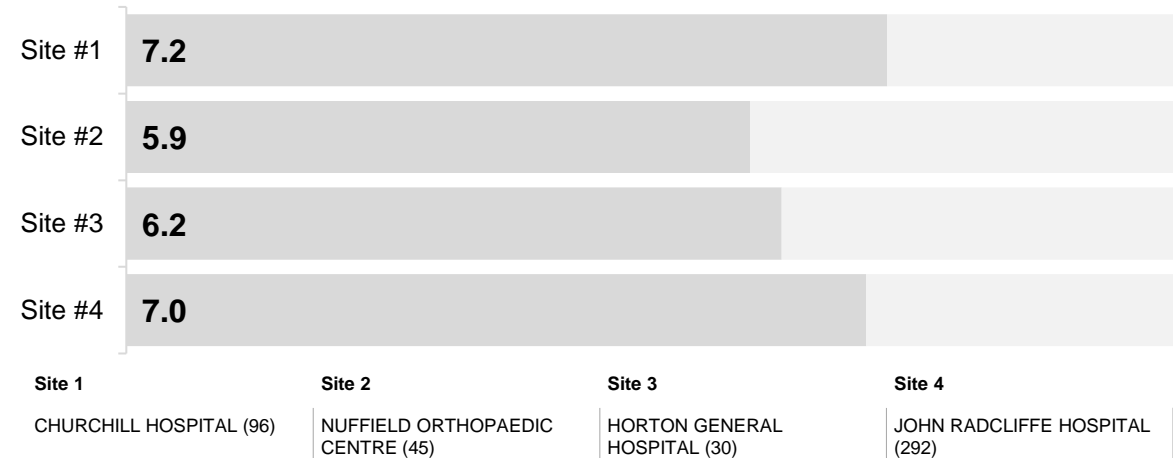 Site #1 7.2
Site #2 5.9
Site #3 6.2
Site #4 7.0
Site 1 Site 2 Site 3 Site 4
CHURCHILL HOSPITAL (96) NUFFIELD ORTHOPAEDIC HORTON GENERAL JOHN RADCLIFFE HOSPITAL
CENTRE (45) HOSPITAL (30) (292)